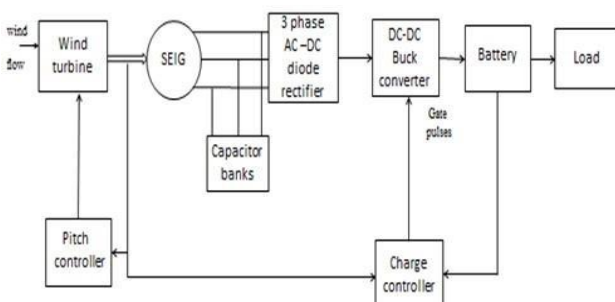 wind
flow
Wind
turbine
SEIG
3 phase
AC –DC
diode
rectifier
DC-DC
Buck
converter
Battery
Load
Gate
pulses
Capacitor
banks
Pitch
controller
Charge
controller